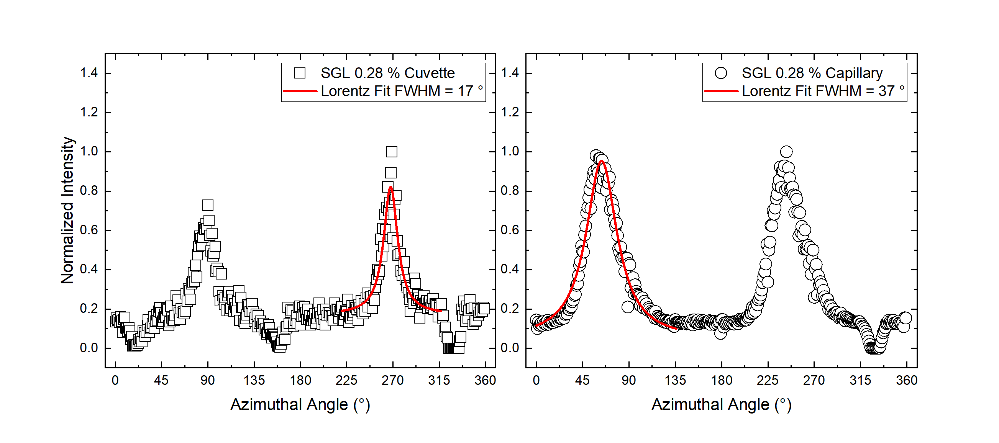 SGL 0.28 % Cuvette
Lorentz Fit FWHM = 17 °
Normalized Intensity
1.4
1.2
1.0
0.8
0.6
0.4
0.2
0.0
0 45 90 135 180 225 270 315 360
Azimuthal Angle (°)
SGL 0.28 % Capillary
Lorentz Fit FWHM = 37 °
1.4
1.2
1.0
0.8
0.6
0.4
0.2
0.0
0 45 90 135 180 225 270 315 360
Azimuthal Angle (°)